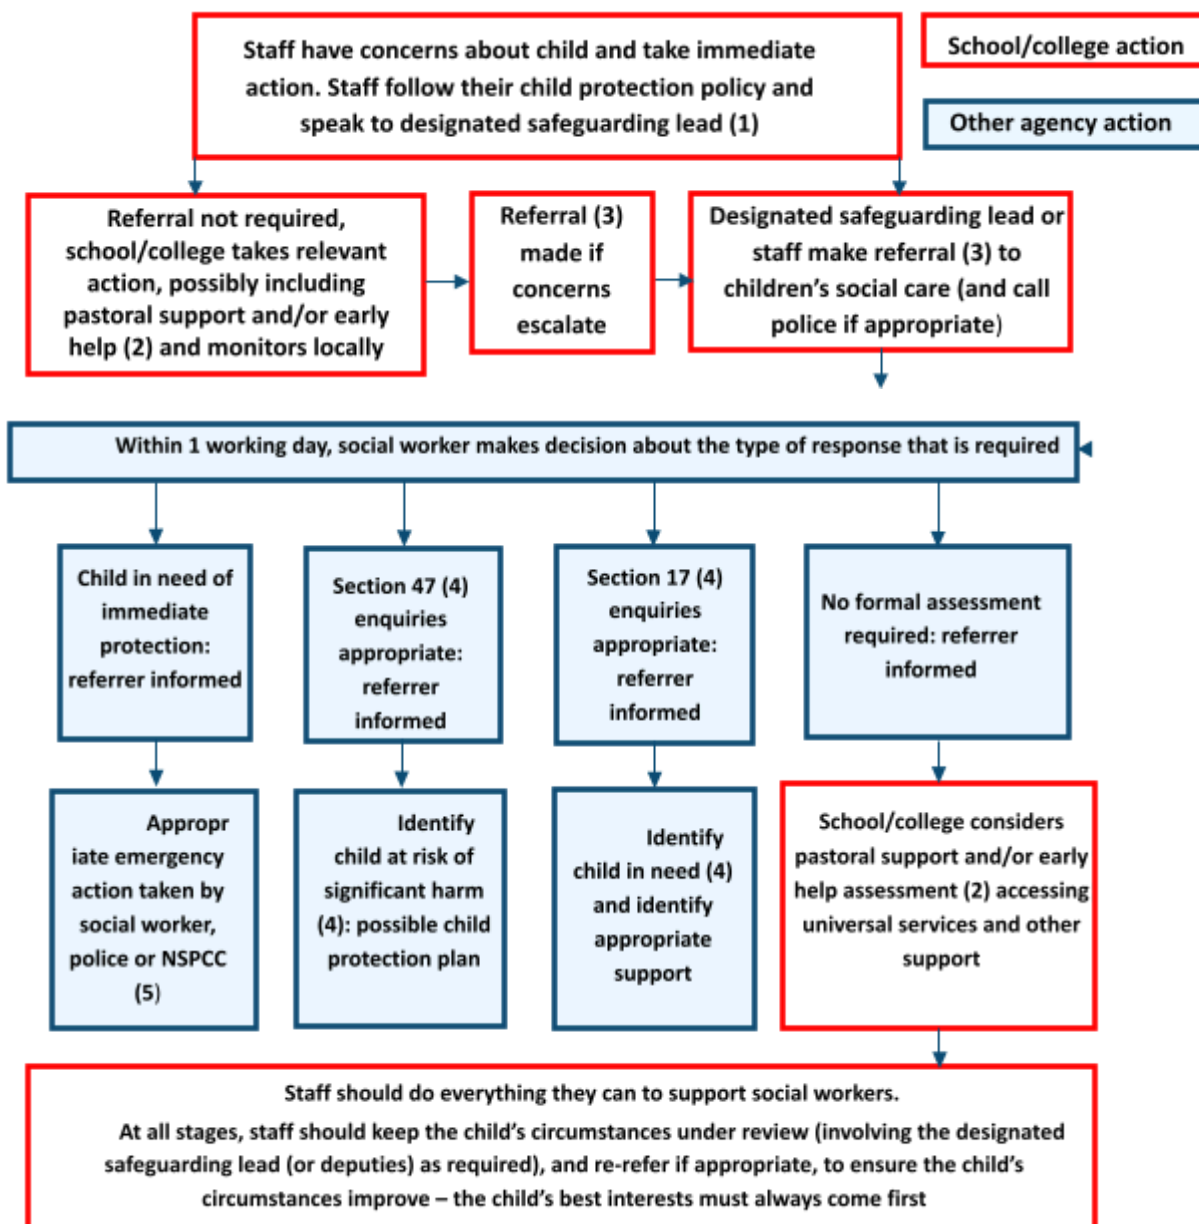 Staff have concerns about child and take immediate
action. Staff follow their child protection policy and
speak to designated safeguarding lead (1)
School/college action
Other agency action
Referral not required,
school/college takes relevant
action, possibly including
pastoral support and/or early
help (2) and monitors locally
Referral (3)
made if
concerns
escalate
Designated safeguarding lead or
staff make referral (3) to
children’s social care (and call
police if appropriate)
Within 1 working day, social worker makes decision about the type of response that is required
Child in need of
immediate
protection:
referrer informed
Section 47 (4)
enquiries
appropriate:
referrer
informed
Section 17 (4)
enquiries
appropriate:
referrer
informed
No formal assessment
required: referrer
informed
Appropr
iate emergency
action taken by
social worker,
police or NSPCC
(5)
Identify
child at risk of
significant harm
(4): possible child
protection plan
Identify
child in need (4)
and identify
appropriate
support
School/college considers
pastoral support and/or early
help assessment (2) accessing
universal services and other
support
Staff should do everything they can to support social workers.
At all stages, staff should keep the child’s circumstances under review (involving the designated
safeguarding lead (or deputies) as required), and re-refer if appropriate, to ensure the child’s
circumstances improve – the child’s best interests must always come first